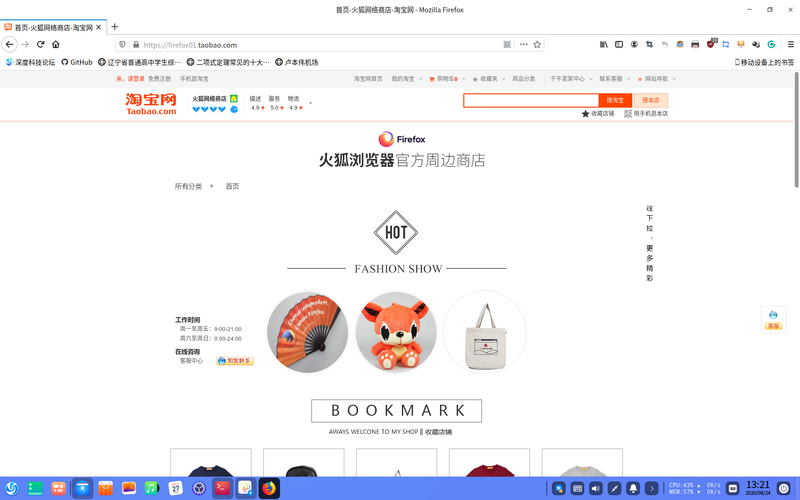 首页-火狐网络商店-淘宝网 - Mozilla Firefox
首页-火狐网络商店-淘宝网
https://firefox01.taobao.com
深度科技论坛
GitHub
辽宁省普通高中学生综…
二项式定理常见的十大…
卢本伟机场
移动设备上的书签
亲，请登录 免费注册 手机逛淘宝
淘宝网首页 我的淘宝 购物车0 收藏夹 商品分类 千牛卖家中心 联系客服 网站导航
淘宝网
Taobao.com
火狐网络商店
描述 服务 物流
4.9 5.0 4.9
搜淘宝
搜本店
收藏店铺
用手机逛本店
Firefox
火狐浏览器官方周边商店
所有分类 + 首页
往下拉，更多精彩
HOT
FASHION SHOW
工作时间
周一至周五：9:00-21:00
周六至周日：0:00-24:00
在线咨询
客服中心
和我联系
客服
BOOKMARK
AWAYS WELCOME TO MY SHOP || 收藏店铺
27
CPU:43%
MEM:57%
0K/s
0K/s
13:21
2020/08/24